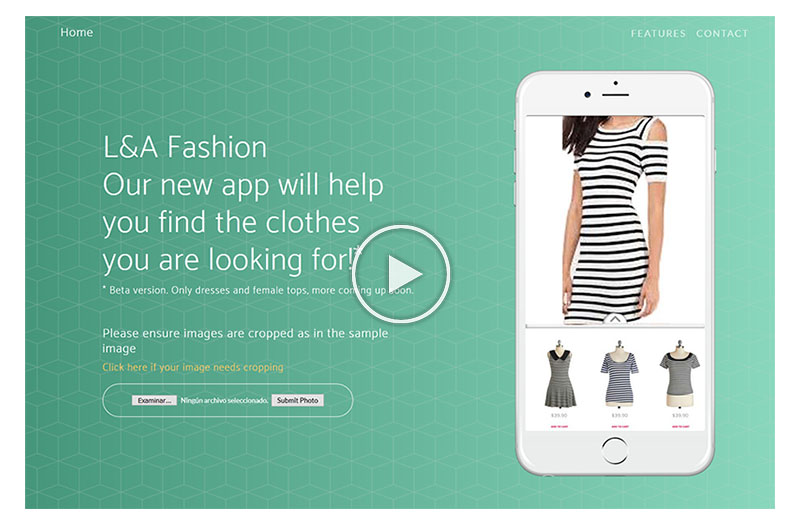 Home
FEATURES CONTACT
L&A Fashion
Our new app will help
you find the clothes
you are looking for!*
* Beta version. Only dresses and female tops, more coming up soon.
Please ensure images are cropped as in the sample
image
Click here if your image needs cropping
Examinar... Ningún archivo seleccionado. Submit Photo
$39.90 $39.90 $39.90
ADD TO CART ADD TO CART ADD TO CART